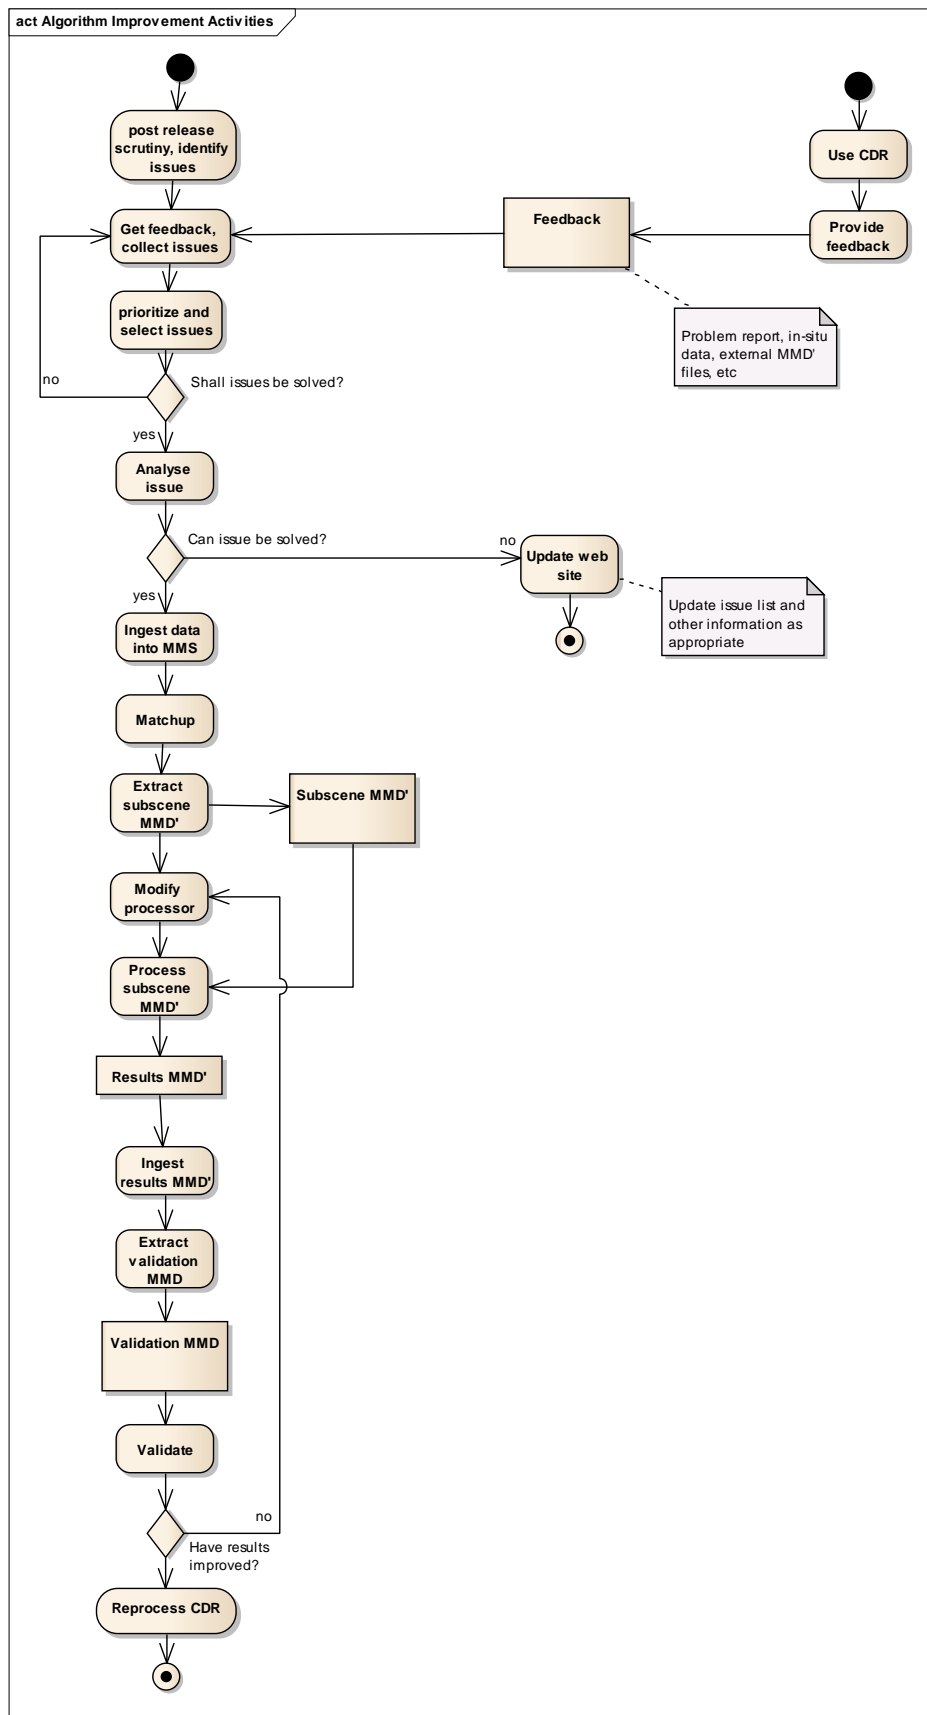 act Algorithm Improvement Activities
post release
scrutiny, identify
issues
Use CDR
Get feedback,
collect issues
Feedback
Provide
feedback
prioritize and
select issues
Problem report, in-situ
data, external MMD'
files, etc
no
Shall issues be solved?
yes
Analyse
issue
Can issue be solved?
no
Update web
site
Update issue list and
other information as
appropriate
yes
Ingest data
into MMS
Matchup
Extract
subscene
MMD'
Subscene MMD'
Modify
processor
Process
subscene
MMD'
Results MMD'
Ingest
results MMD'
Extract
validation
MMD
Validation MMD
Validate
no
Have results
improved?
Reprocess CDR